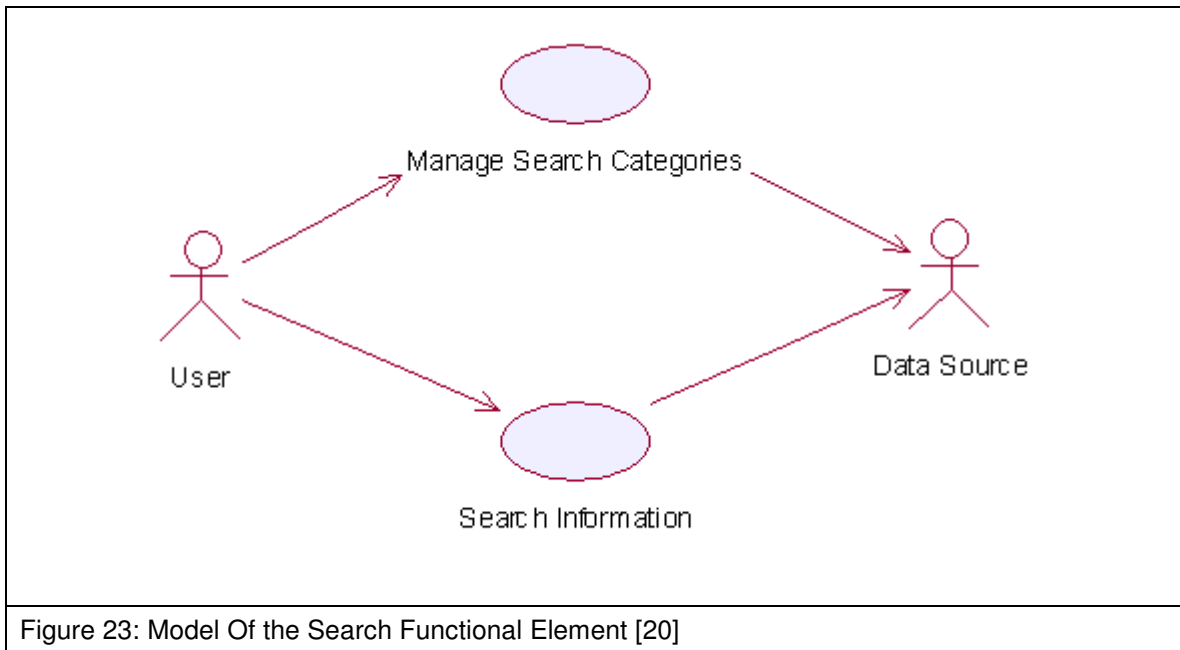 Manage Search Categories
User
Data Source
Search Information
Figure 23: Model Of the Search Functional Element [20]